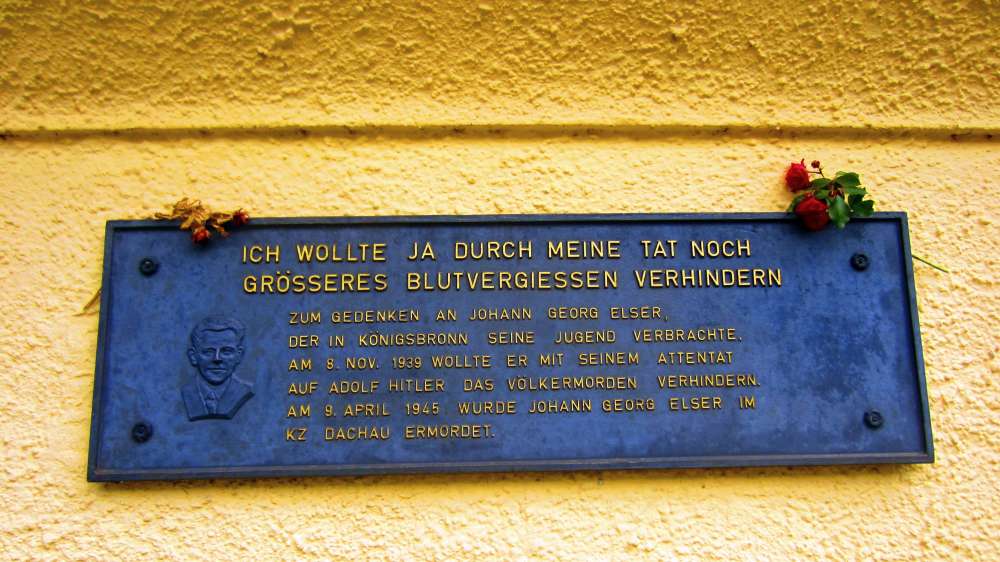 ICH WOLLTE JA DURCH MEINE TAT NOCH
GRÖSSERES BLUTVERGIESSEN VERHINDERN
ZUM GEDENKEN AN JOHANN GEORG ELSER,
DER IN KÖNIGSBRONN SEINE JUGEND VERBRACHTE.
AM 8. NOV. 1939 WOLLTE ER MIT SEINEM ATTENTAT
AUF ADOLF HITLER DAS VÖLKERMORDEN VERHINDERN.
AM 9. APRIL 1945 WURDE JOHANN GEORG ELSER IM
KZ DACHAU ERMORDET.